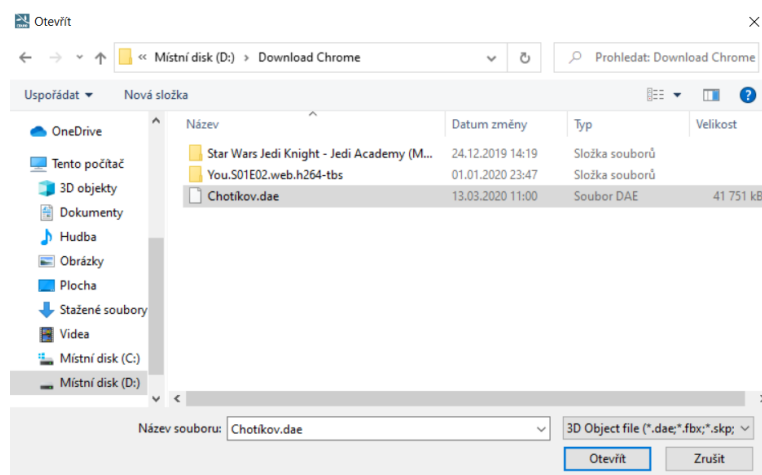 Otevřít
« Místní disk (D:) › Download Chrome
Prohledat: Download Chrome
Uspořádat
Nová složka
?
OneDrive
Tento počítač
3D objekty
Dokumenty
Hudba
Obrázky
Plocha
Stažené soubory
Videa
Místní disk (C:)
Místní disk (D:)
Název Datum změny Typ Velikost
Star Wars Jedi Knight - Jedi Academy (M... 24.12.2019 14:19 Složka souborů
You.S01E02.web.h264-tbs 01.01.2020 23:47 Složka souborů
Chotíkov.dae 13.03.2020 11:00 Soubor DAE 41 751 kB
Název souboru: Chotíkov.dae 3D Object file (*.dae;*.fbx;*.skp;
Otevřít Zrušit